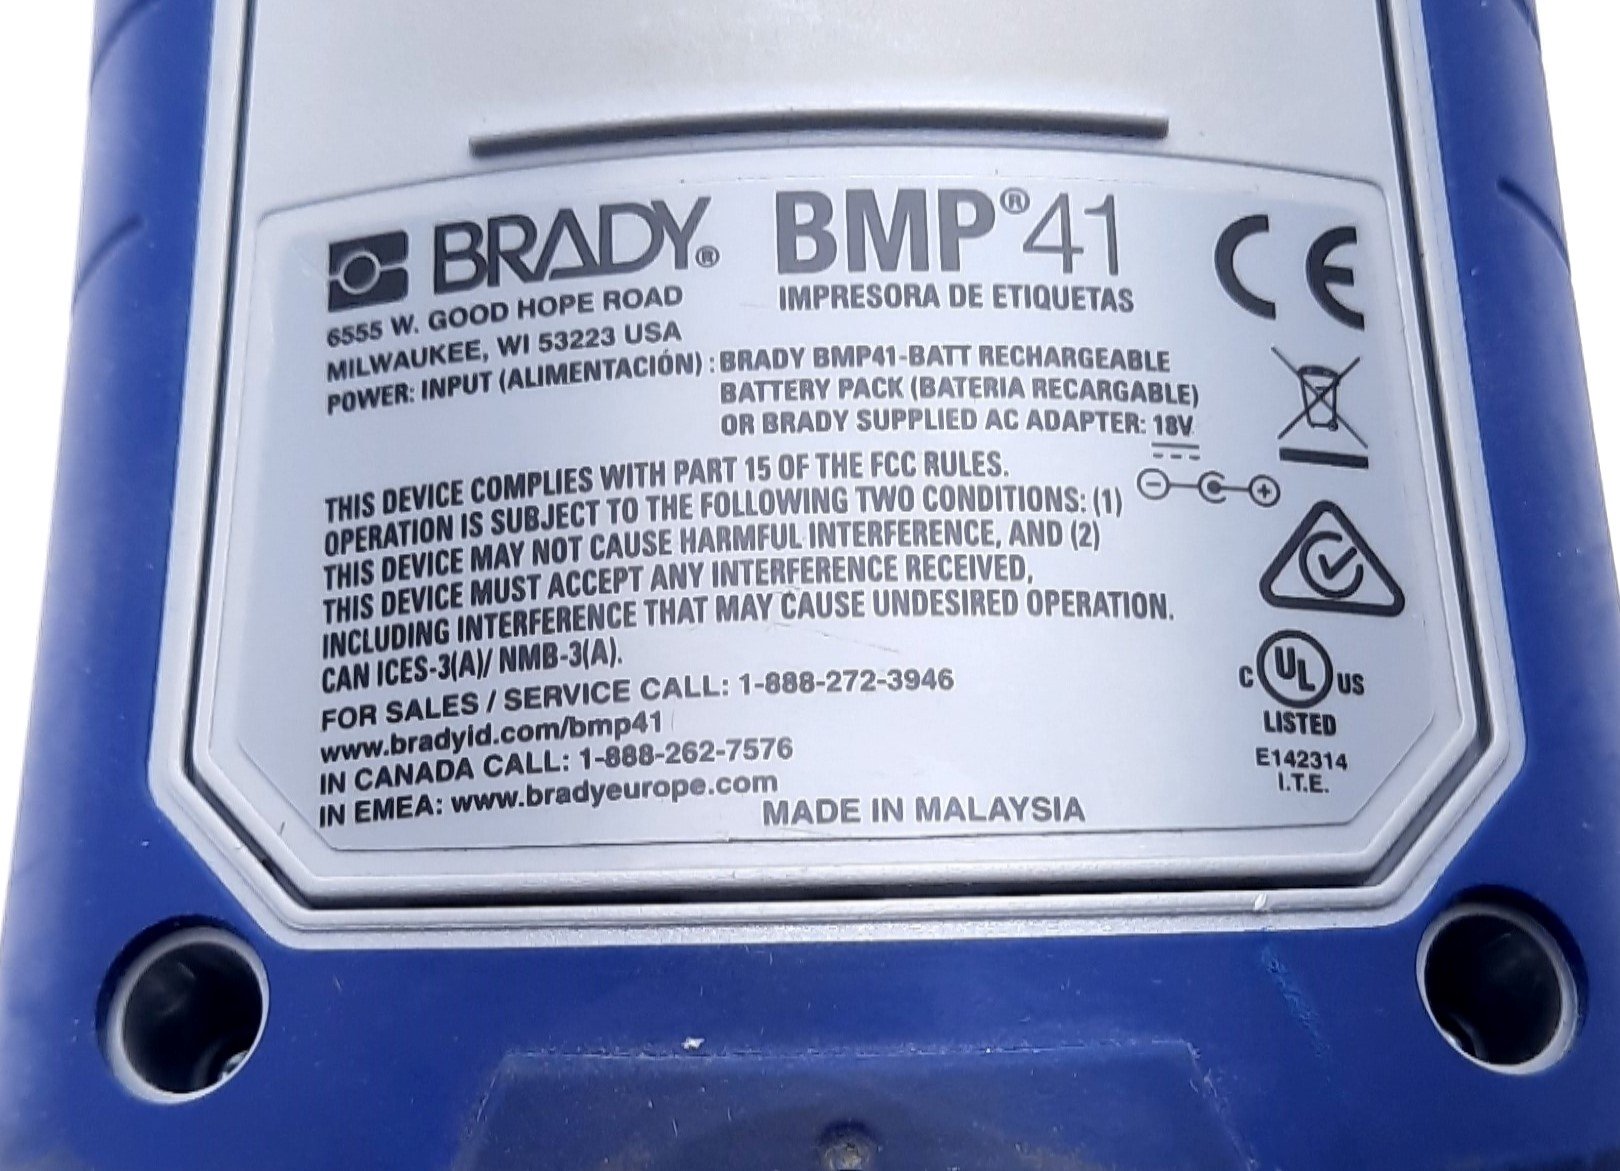 BRADY®
BMP®41
IMPRESORA DE ETIQUETAS
CE
6555 W. GOOD HOPE ROAD
MILWAUKEE, WI 53223 USA
POWER: INPUT (ALIMENTACIÓN) : BRADY BMP41-BATT RECHARGEABLE
BATTERY PACK (BATERIA RECARGABLE)
OR BRADY SUPPLIED AC ADAPTER: 18V
THIS DEVICE COMPLIES WITH PART 15 OF THE FCC RULES.
OPERATION IS SUBJECT TO THE FOLLOWING TWO CONDITIONS: (1)
THIS DEVICE MAY NOT CAUSE HARMFUL INTERFERENCE, AND (2)
THIS DEVICE MUST ACCEPT ANY INTERFERENCE RECEIVED,
INCLUDING INTERFERENCE THAT MAY CAUSE UNDESIRED OPERATION.
CAN ICES-3(A)/ NMB-3(A).
FOR SALES / SERVICE CALL: 1-888-272-3946
www.bradyid.com/bmp41
IN CANADA CALL: 1-888-262-7576
IN EMEA: www.bradyeurope.com
MADE IN MALAYSIA
C UL US
LISTED
E142314
I.T.E.